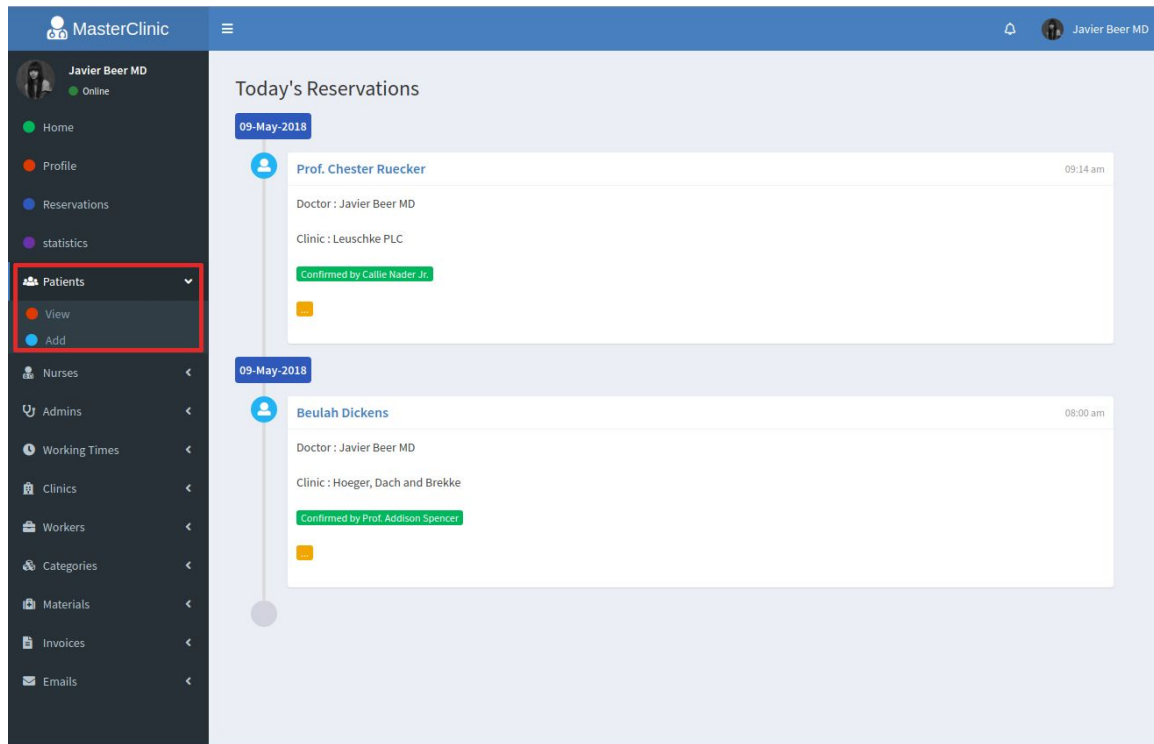 MasterClinic
Javier Beer MD
Javier Beer MD
Online
Home
Profile
Reservations
statistics
Patients
View
Add
Nurses
Admins
Working Times
Clinics
Workers
Categories
Materials
Invoices
Emails
Today's Reservations
09-May-2018
Prof. Chester Ruecker 09:14 am
Doctor : Javier Beer MD
Clinic : Leuschke PLC
Confirmed by Callie Nader Jr.
...
09-May-2018
Beulah Dickens 08:00 am
Doctor : Javier Beer MD
Clinic : Hoeger, Dach and Brekke
Confirmed by Prof. Addison Spencer
...